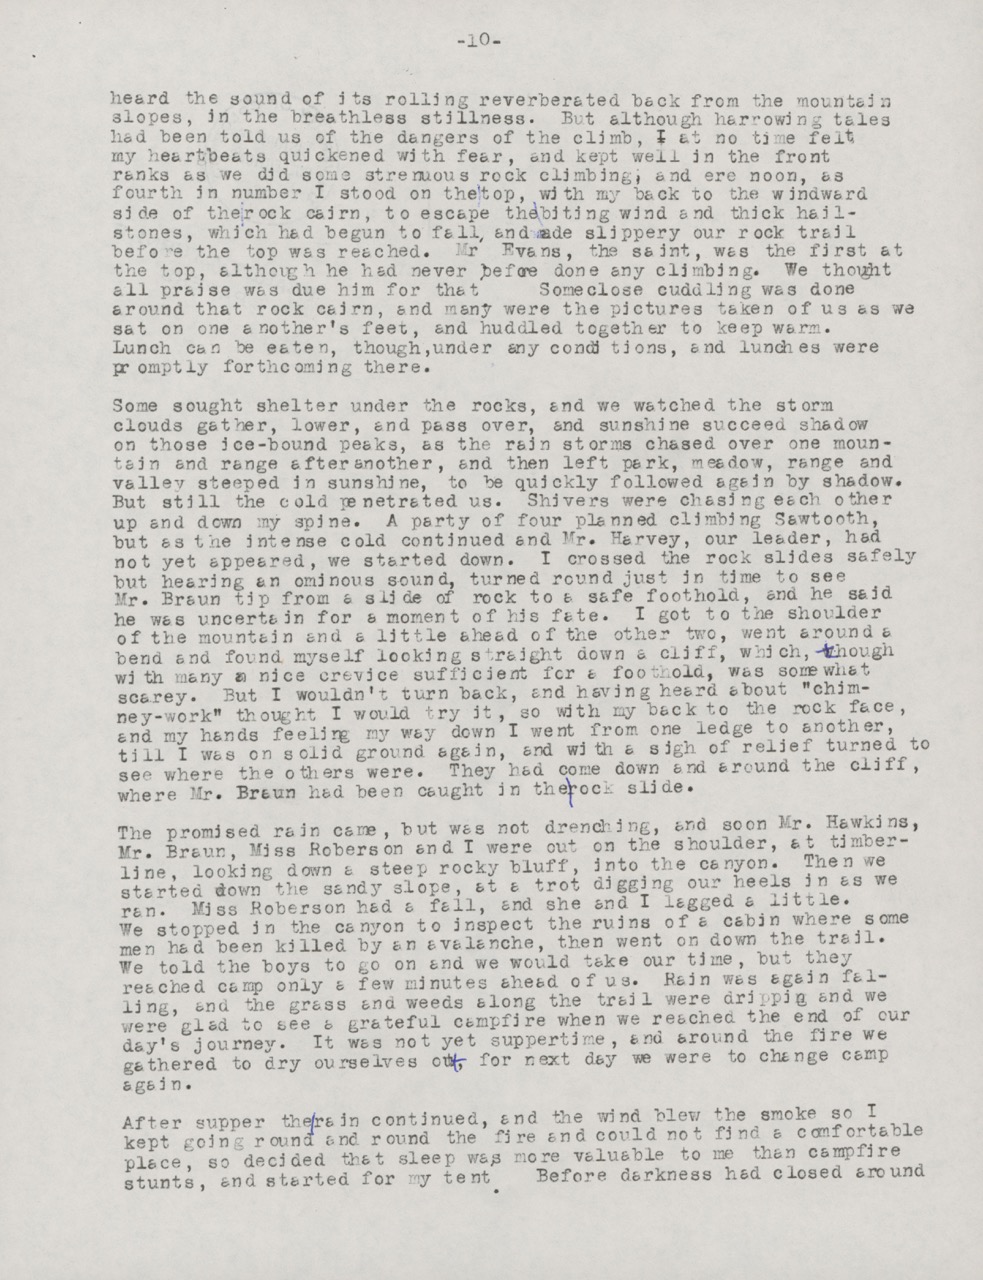 -10-
heard the sound of its rolling reverberated back from the mountain
slopes, in the breathless stillness. But although harrowing tales
had been told us of the dangers of the climb, I at no time felt
my heartbeats quickened with fear, and kept well in the front
ranks as we did some strenuous rock climbing; and ere noon, as
fourth in number I stood on the top, with my back to the windward
side of the rock cairn, to escape the biting wind and thick hail-
stones, which had begun to fall, and made slippery our rock trail
before the top was reached. Mr Evans, the saint, was the first at
the top, although he had never before done any climbing. We thought
all praise was due him for that Someclose cuddling was done
around that rock cairn, and many were the pictures taken of us as we
sat on one another's feet, and huddled together to keep warm.
Lunch can be eaten, though,under any conditions, and lunches were
promptly forthcoming there.
Some sought shelter under the rocks, and we watched the storm
clouds gather, lower, and pass over, and sunshine succeed shadow
on those ice-bound peaks, as the rain storms chased over one moun-
tain and range after another, and then left park, meadow, range and
valley steeped in sunshine, to be quickly followed again by shadow.
But still the cold penetrated us. Shivers were chasing each other
up and down my spine. A party of four planned climbing Sawtooth,
but as the intense cold continued and Mr. Harvey, our leader, had
not yet appeared, we started down. I crossed the rock slides safely
but hearing an ominous sound, turned round just in time to see
Mr. Braun tip from a slide of rock to a safe foothold, and he said
he was uncertain for a moment of his fate. I got to the shoulder
of the mountain and a little ahead of the other two, went around a
bend and found myself looking straight down a cliff, which, though
with many a nice crevice sufficient for a foothold, was somewhat
scarey. But I wouldn't turn back, and having heard about "chim-
ney-work" thought I would try it, so with my back to the rock face,
and my hands feeling my way down I went from one ledge to another,
till I was on solid ground again, and with a sigh of relief turned to
see where the others were. They had come down and around the cliff,
where Mr. Braun had been caught in the rock slide.
The promised rain came, but was not drenching, and soon Mr. Hawkins,
Mr. Braun, Miss Roberson and I were out on the shoulder, at timber-
line, looking down a steep rocky bluff, into the canyon. Then we
started down the sandy slope, at a trot digging our heels in as we
ran. Miss Roberson had a fall, and she and I lagged a little.
We stopped in the canyon to inspect the ruins of a cabin where some
men had been killed by an avalanche, then went on down the trail.
We told the boys to go on and we would take our time, but they
reached camp only a few minutes ahead of us. Rain was again fal-
ling, and the grass and weeds along the trail were drippig and we
were glad to see a grateful campfire when we reached the end of our
day's journey. It was not yet suppertime, and around the fire we
gathered to dry ourselves out, for next day we were to change camp
again.
After supper the rain continued, and the wind blew the smoke so I
kept going round and round the fire and could not find a comfortable
place, so decided that sleep was more valuable to me than campfire
stunts, and started for my tent. Before darkness had closed around